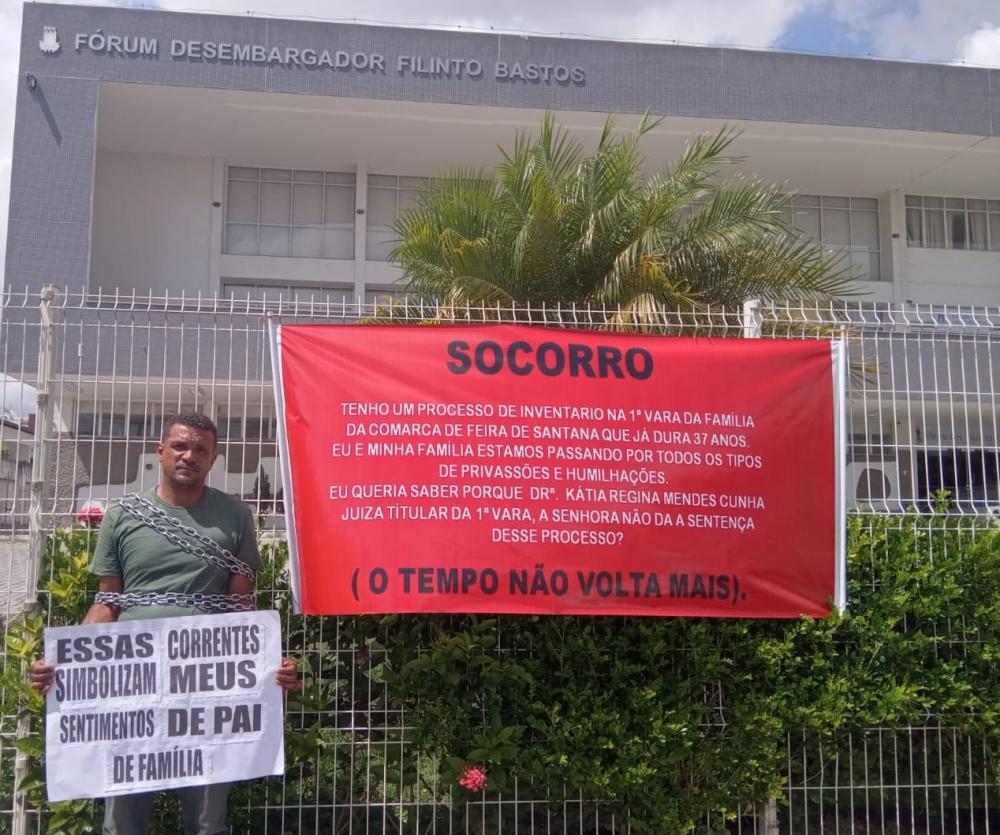 FÓRUM DESEMBARGADOR FILINTO BASTOS
SOCORRO
TENHO UM PROCESSO DE INVENTARIO NA 1ª VARA DA FAMÍLIA
DA COMARCA DE FEIRA DE SANTANA QUE JÁ DURA 37 ANOS.
EU E MINHA FAMÍLIA ESTAMOS PASSANDO POR TODOS OS TIPOS
DE PRIVASSÕES E HUMILHAÇÕES.
EU QUERIA SABER PORQUE DRª. KÁTIA REGINA MENDES CUNHA
JUIZA TÍTULAR DA 1ª VARA, A SENHORA NÃO DA A SENTENÇA
DESSE PROCESSO?
( O TEMPO NÃO VOLTA MAIS).
ESSAS CORRENTES
SIMBOLIZAM MEUS
SENTIMENTOS DE PAI
DE FAMÍLIA